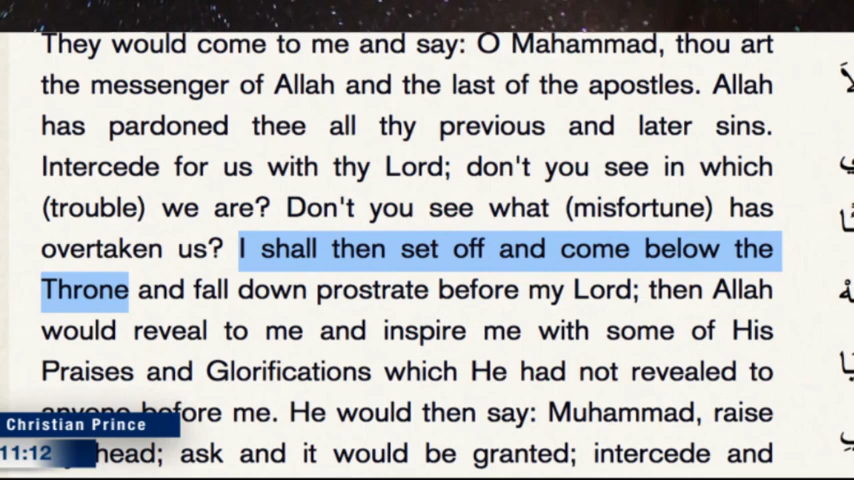 They would come to me and say: O Mahammad, thou art
the messenger of Allah and the last of the apostles. Allah
has pardoned thee all thy previous and later sins.
Intercede for us with thy Lord; don't you see in which
(trouble) we are? Don't you see what (misfortune) has
overtaken us? I shall then set off and come below the
Throne and fall down prostrate before my Lord; then Allah
would reveal to me and inspire me with some of His
Praises and Glorifications which He had not revealed to
anyone before me. He would then say: Muhammad, raise
head; ask and it would be granted; intercede and
Christian Prince
11:12